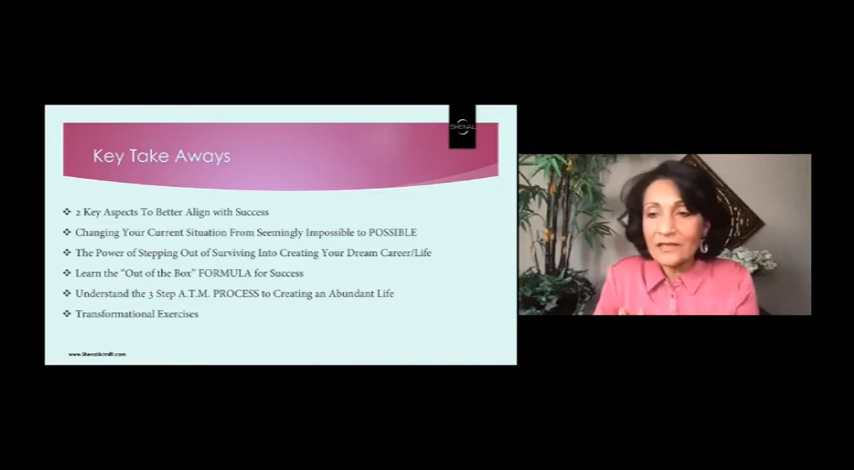 SHENAL
Key Take Aways
❖ 2 Key Aspects To Better Align with Success
❖ Changing Your Current Situation From Seemingly Impossible to POSSIBLE
❖ The Power of Stepping Out of Surviving Into Creating Your Dream Career/Life
❖ Learn the “Out of the Box” FORMULA for Success
❖ Understand the 3 Step A.T.M. PROCESS to Creating an Abundant Life
❖ Transformational Exercises